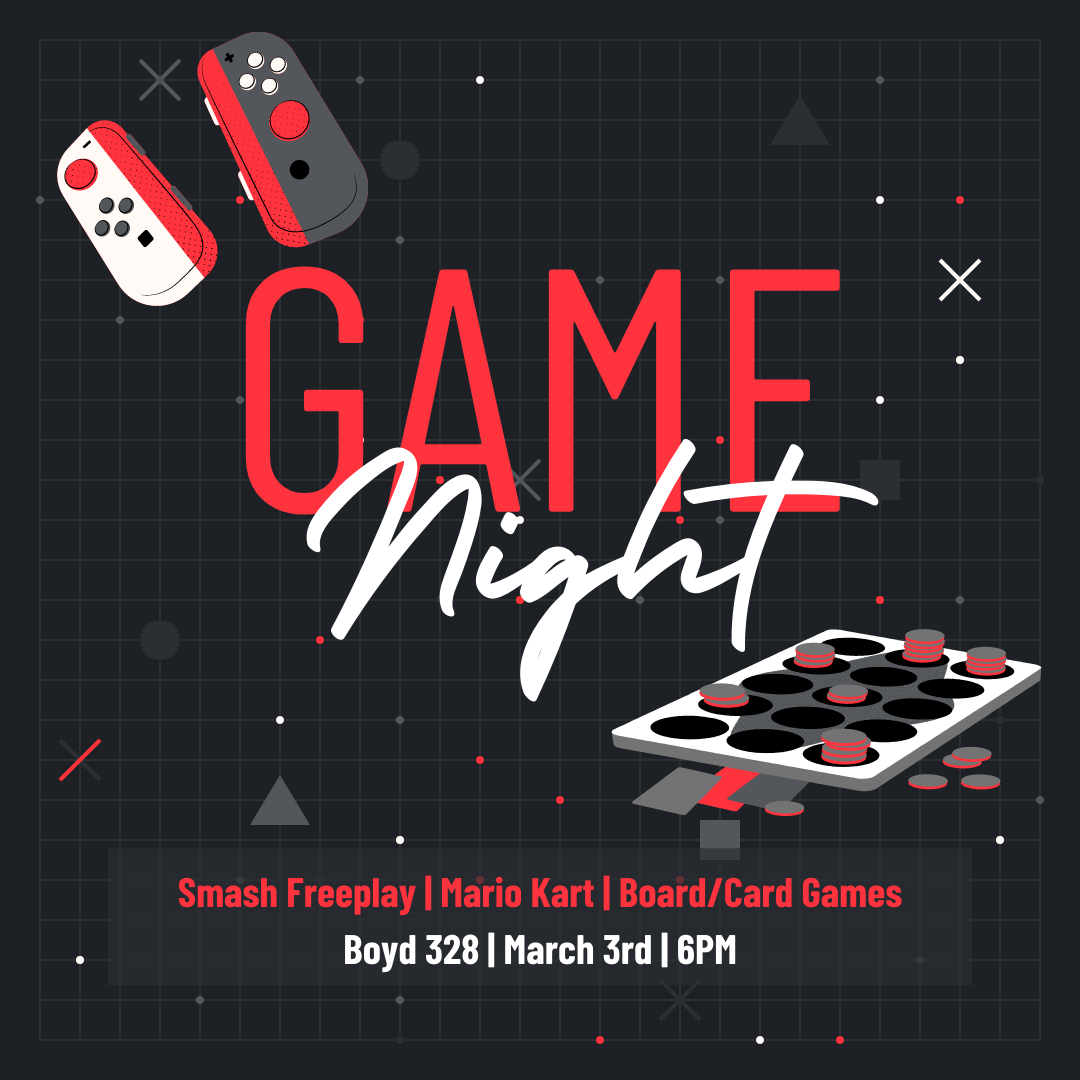 GAME
Night
Smash Freeplay | Mario Kart | Board/Card Games
Boyd 328 | March 3rd | 6PM